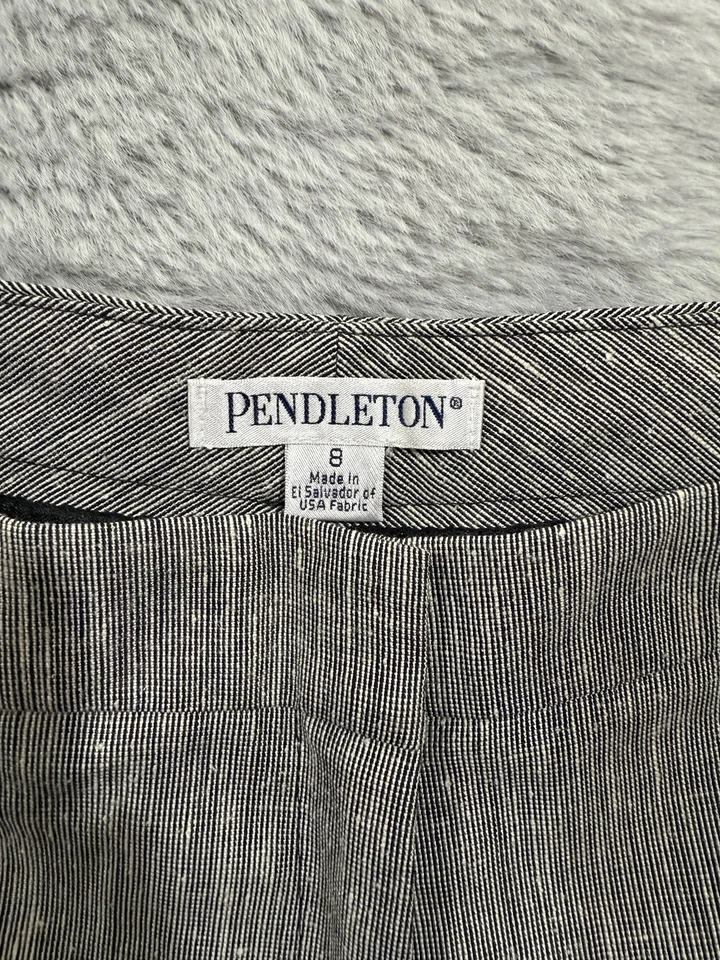 PENDLETON®
8
Made in
El Salvador of
USA Fabric